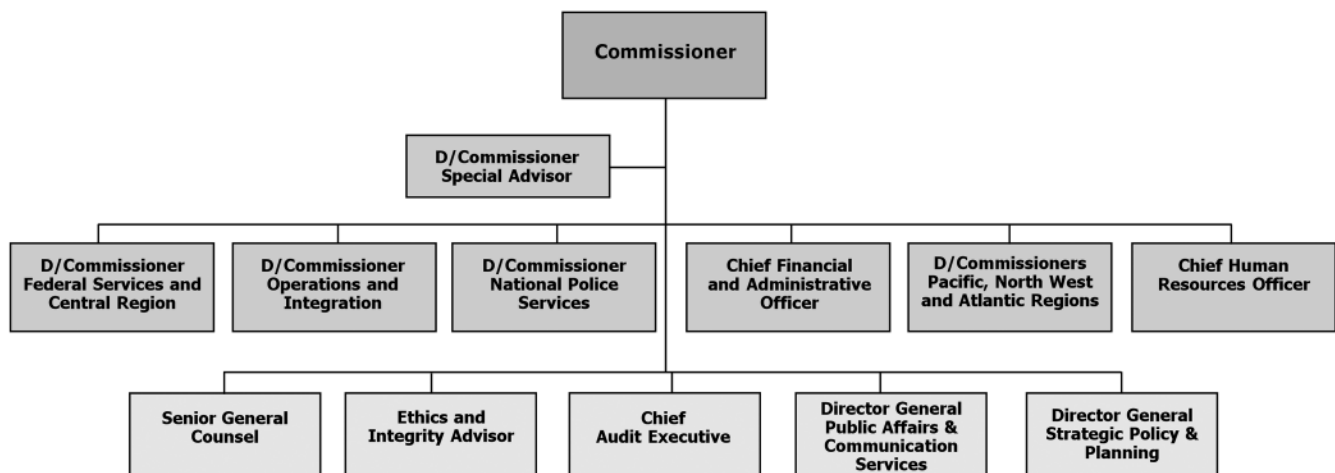 Commissioner
D/Commissioner
Special Advisor
D/Commissioner
Federal Services and
Central Region
D/Commissioner
Operations and
Integration
D/Commissioner
National Police
Services
Chief Financial
and Administrative
Officer
D/Commissioners
Pacific, North West
and Atlantic Regions
Chief Human
Resources Officer
Senior General
Counsel
Ethics and
Integrity Advisor
Chief
Audit Executive
Director General
Public Affairs &
Communication
Services
Director General
Strategic Policy &
Planning